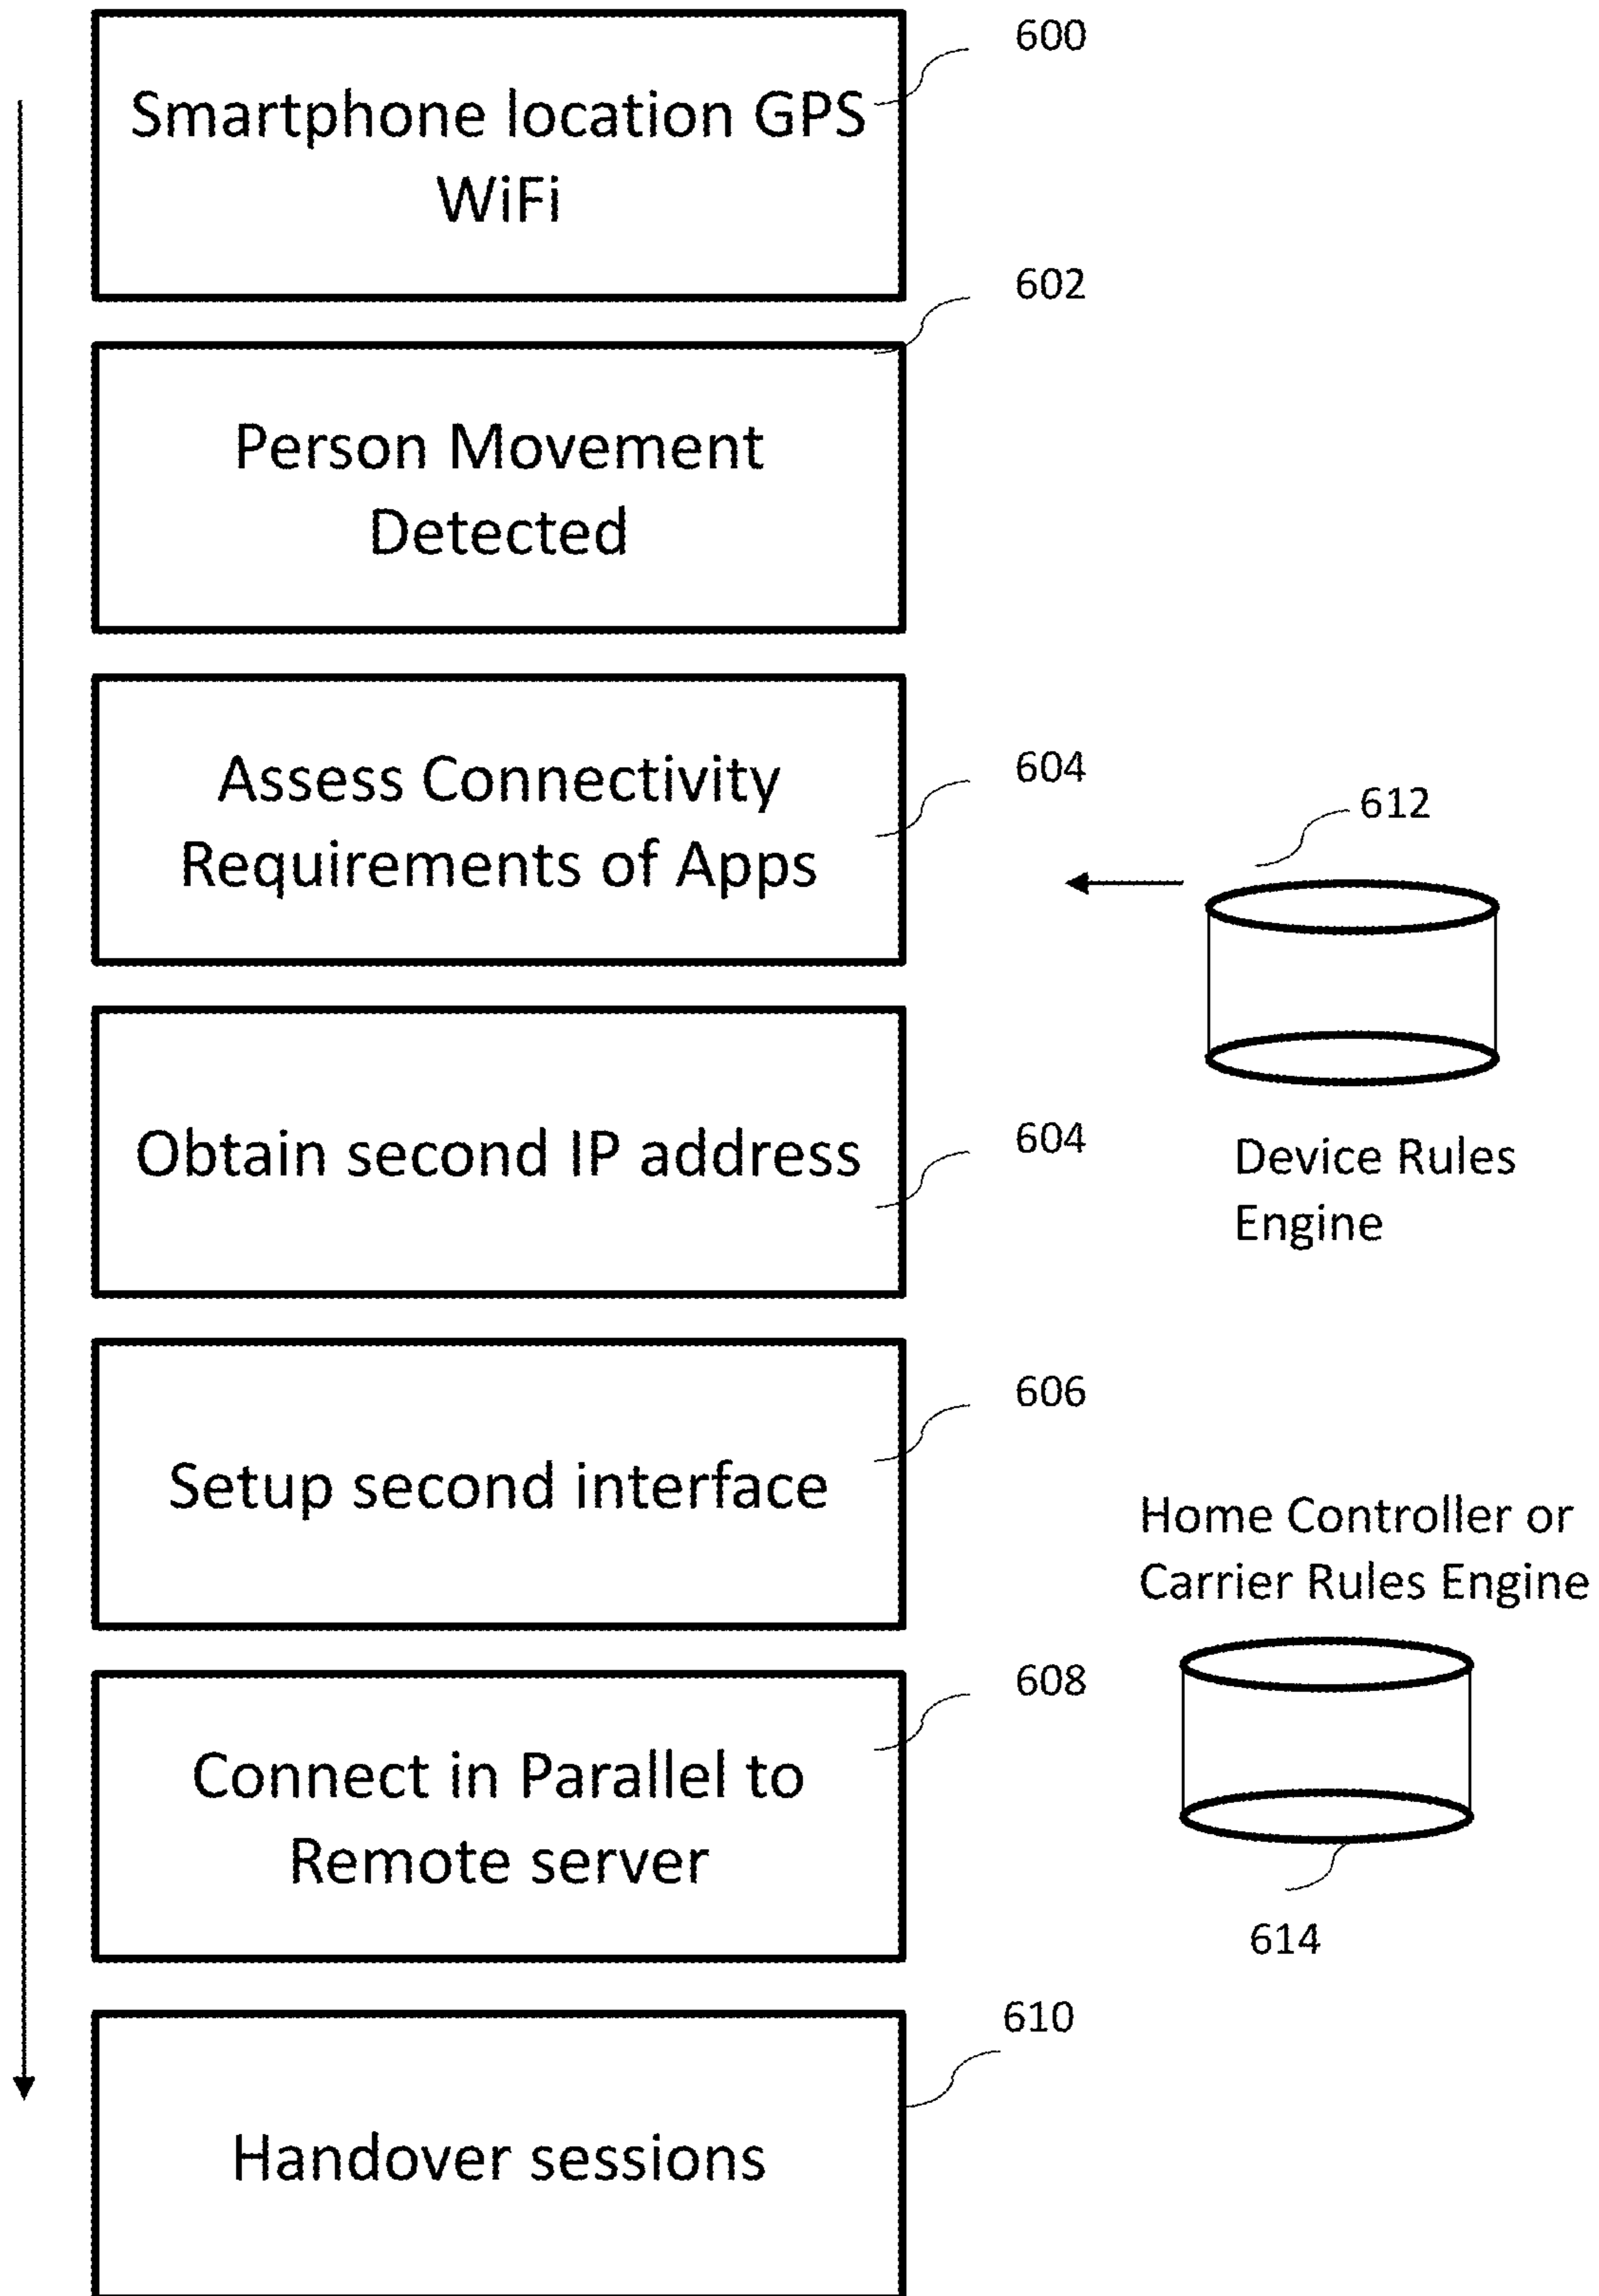 600
Smartphone location GPS
WiFi
602
Person Movement
Detected
604
Assess Connectivity
Requirements of Apps
612
Obtain second IP address
604
Device Rules
Engine
606
Setup second interface
Home Controller or
Carrier Rules Engine
608
Connect in Parallel to
Remote server
614
610
Handover sessions